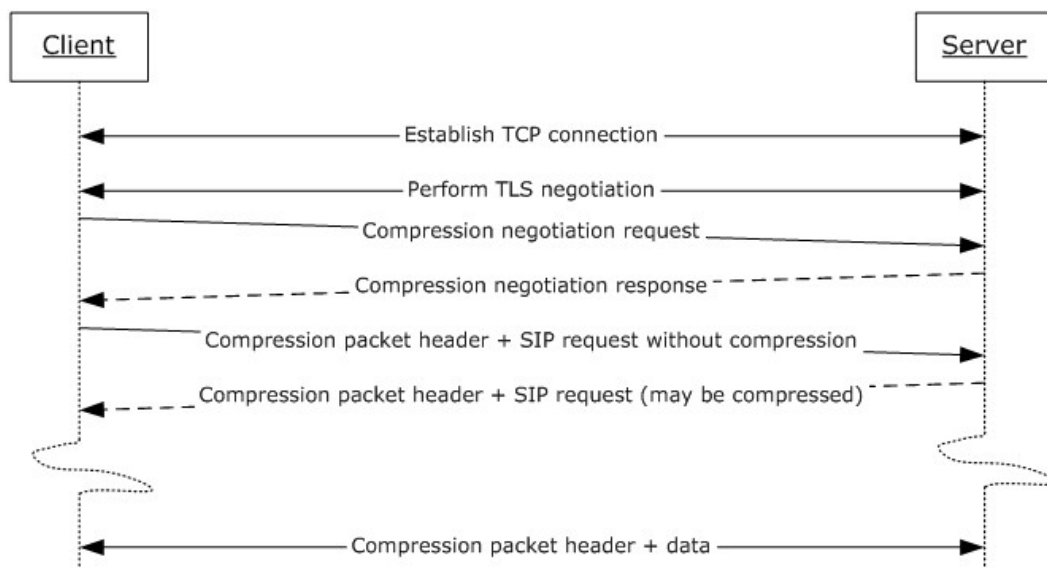 Client
Server
Establish TCP connection
Perform TLS negotiation
Compression negotiation request
Compression negotiation response
Compression packet header + SIP request without compression
Compression packet header + SIP request (may be compressed)
Compression packet header + data